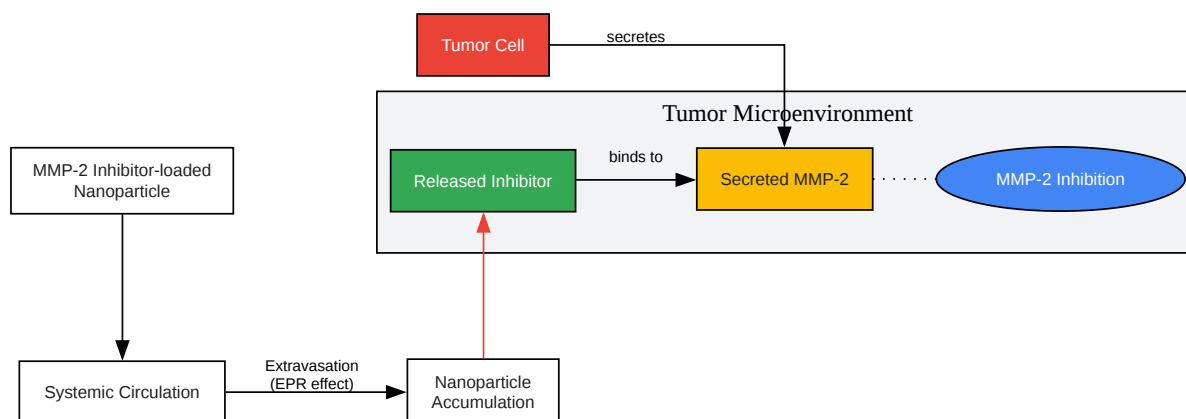 Tumor Cell
secretes
Tumor Microenvironment
MMP-2 Inhibitor-loaded
Nanoparticle
Released Inhibitor
binds to
Secreted MMP-2
MMP-2 Inhibition
Systemic Circulation
Extravasation
(EPR effect)
Nanoparticle
Accumulation